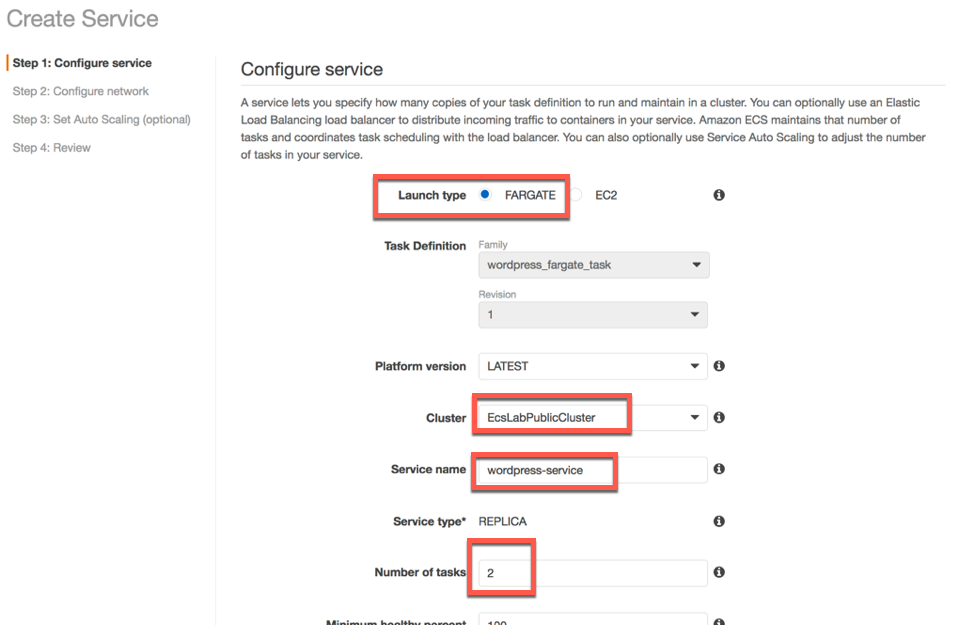 Create Service
Step 1: Configure service
Step 2: Configure network
Step 3: Set Auto Scaling (optional)
Step 4: Review
Configure service
A service lets you specify how many copies of your task definition to run and maintain in a cluster. You can optionally use an Elastic
Load Balancing load balancer to distribute incoming traffic to containers in your service. Amazon ECS maintains that number of
tasks and coordinates task scheduling with the load balancer. You can also optionally use Service Auto Scaling to adjust the number
of tasks in your service.
Launch type FARGATE EC2
Task Definition Family
wordpress_fargate_task
Revision
1
Platform version LATEST
Cluster EcsLabPublicCluster
Service name wordpress-service
Service type* REPLICA
Number of tasks 2
Minimum healthy percent 100